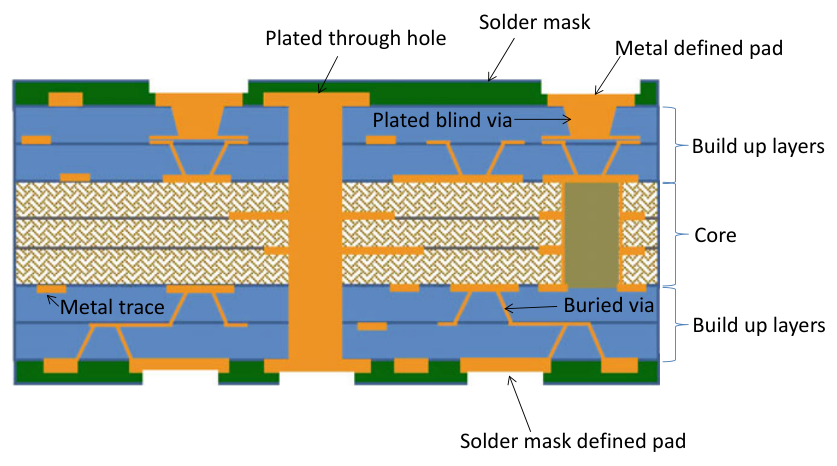 Solder mask
Plated through hole
Metal defined pad
Plated blind via
Build up layers
Core
Metal trace
Buried via
Build up layers
Solder mask defined pad